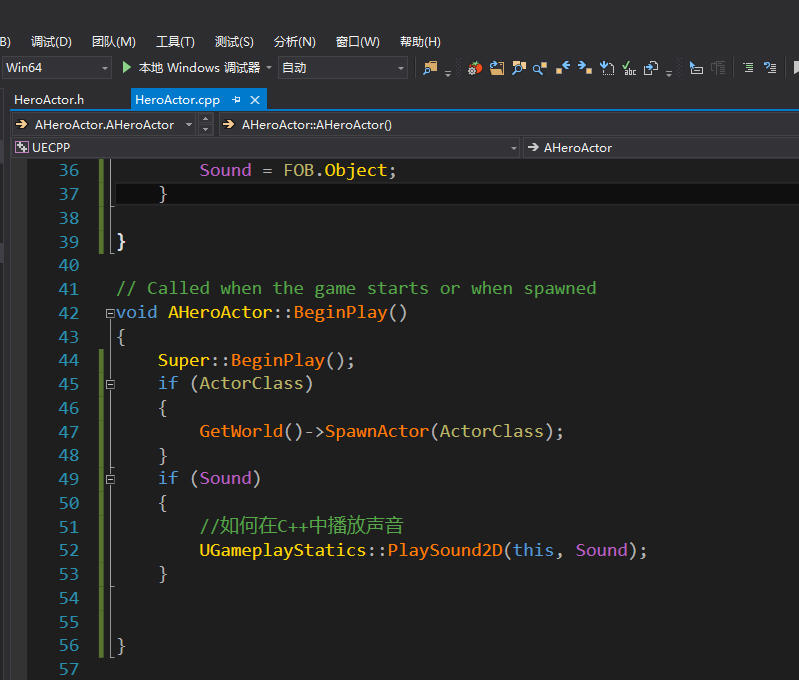 B) 调试(D) 团队(M) 工具(T) 测试(S) 分析(N) 窗口(W) 帮助(H)
Win64 本地 Windows 调试器 自动
HeroActor.h HeroActor.cpp
AHeroActor.AHeroActor AHeroActor::AHeroActor()
UECPP AHeroActor
36 Sound = FOB.Object;
37 }
38
39 }
40
41 // Called when the game starts or when spawned
42 void AHeroActor::BeginPlay()
43 {
44 Super::BeginPlay();
45 if (ActorClass)
46 {
47 GetWorld()->SpawnActor(ActorClass);
48 }
49 if (Sound)
50 {
51 //如何在C++中播放声音
52 UGameplayStatics::PlaySound2D(this, Sound);
53 }
54
55
56 }
57